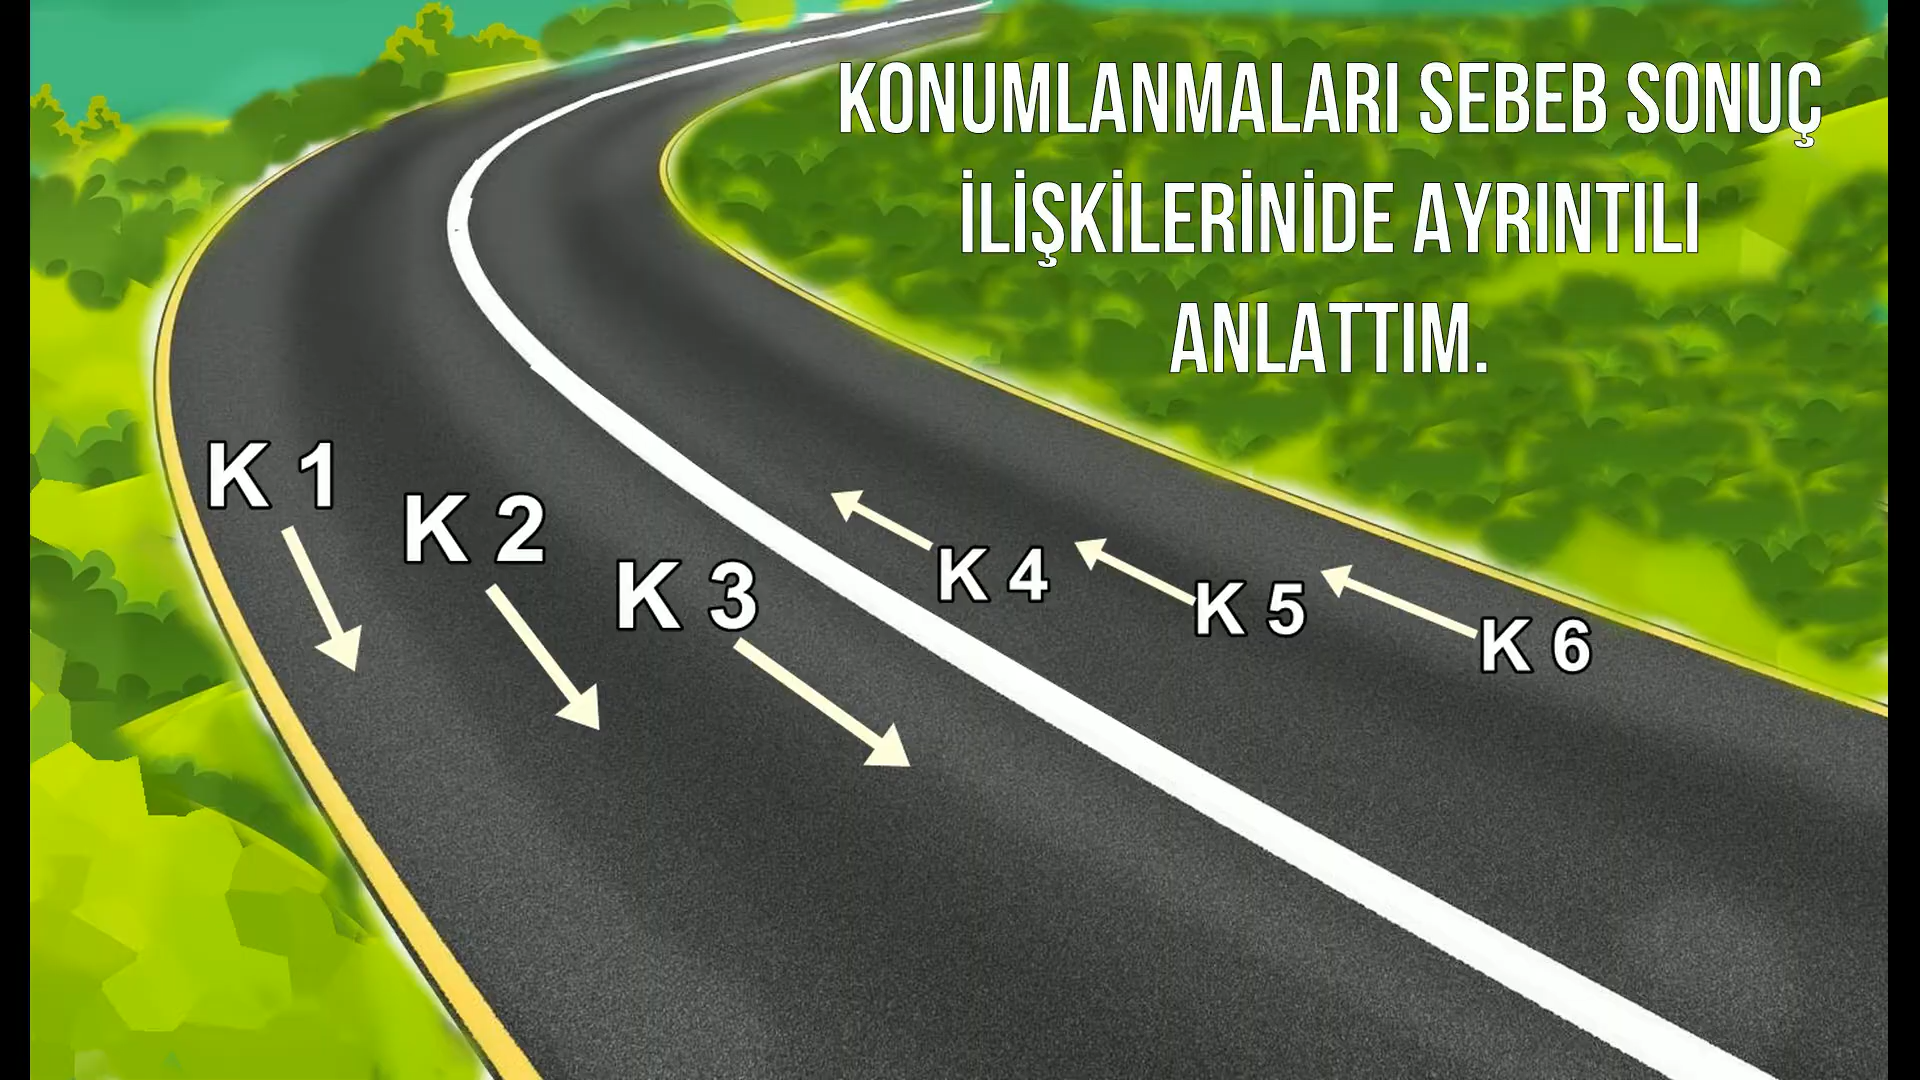 KONUMLANMALARI SEBEB SONUÇ
İLİŞKİLERİNİDE AYRINTILI
ANLATTIM.
K 1
K 2
K 3
K 4
K 5
K 6